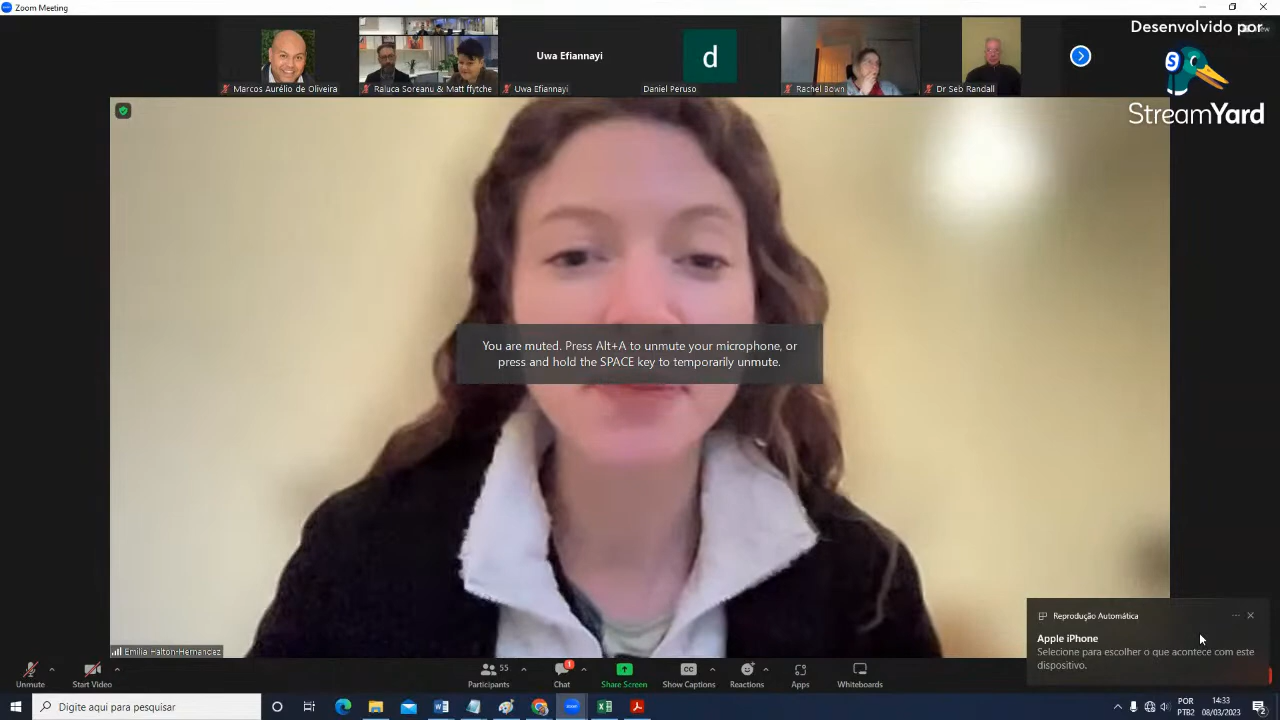 Zoom Meeting
Desenvolvido por
StreamYard
Marcos Aurélio de Oliveira
Raluca Soreanu & Matt ffytche
Uwa Efiannayi
Uwa Efiannayi
d
Daniel Peruso
Rachel Bown
Dr Seb Randall
You are muted. Press Alt+A to unmute your microphone, or
press and hold the SPACE key to temporarily unmute.
Emilia Halton-Hernandez
Reprodução Automática
Apple iPhone
Selecione para escolher o que acontece com este
dispositivo.
Unmute
Start Video
55
Participants
1
Chat
Share Screen
CC
Show Captions
Reactions
Apps
Whiteboards
Digite aqui para pesquisar
POR
PTB2
14:33
08/03/2023
2